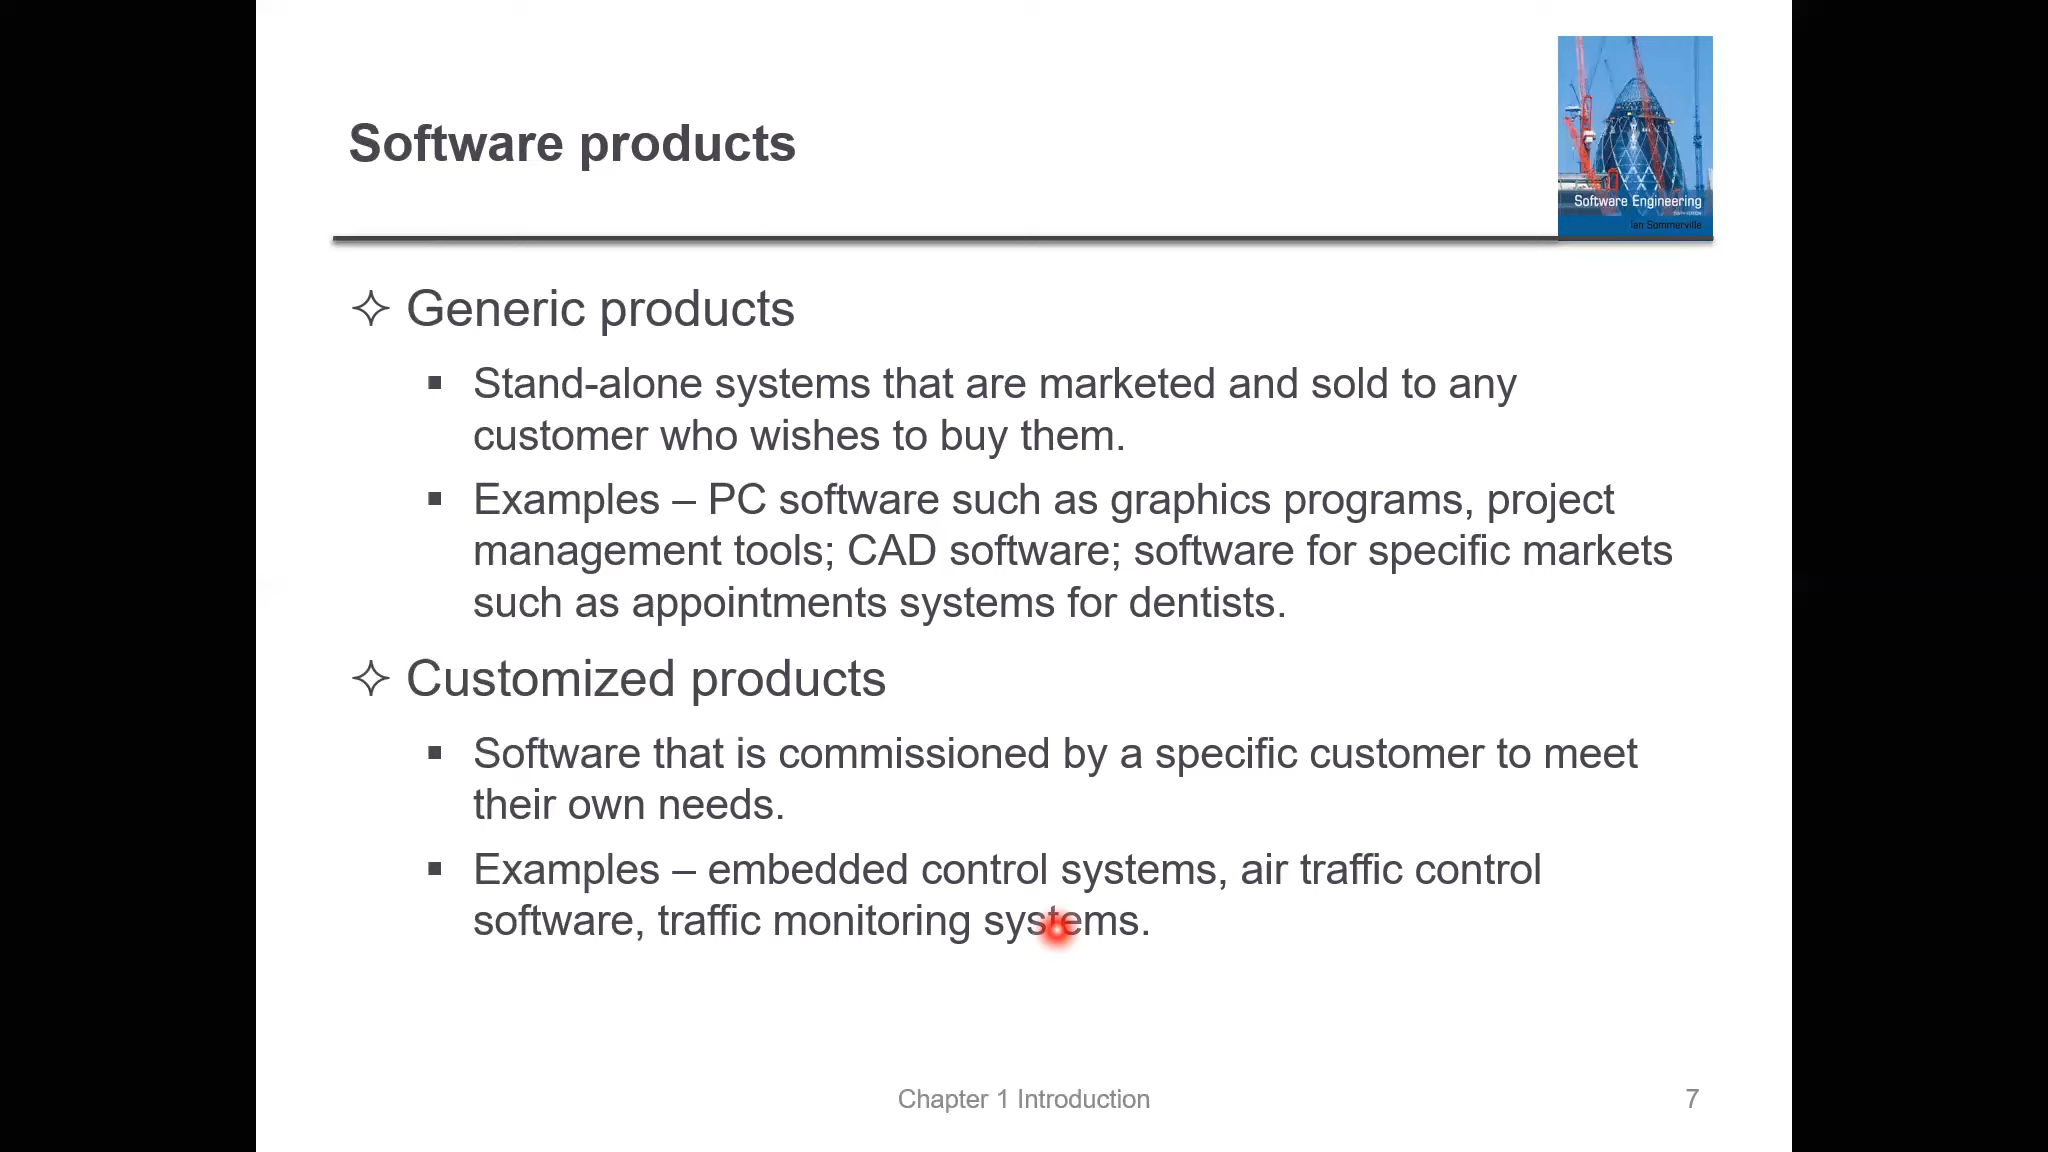 Software products
Software Engineering
Ian Sommerville
✧ Generic products
▪ Stand-alone systems that are marketed and sold to any
customer who wishes to buy them.
▪ Examples – PC software such as graphics programs, project
management tools; CAD software; software for specific markets
such as appointments systems for dentists.
✧ Customized products
▪ Software that is commissioned by a specific customer to meet
their own needs.
▪ Examples – embedded control systems, air traffic control
software, traffic monitoring systems.
Chapter 1 Introduction
7